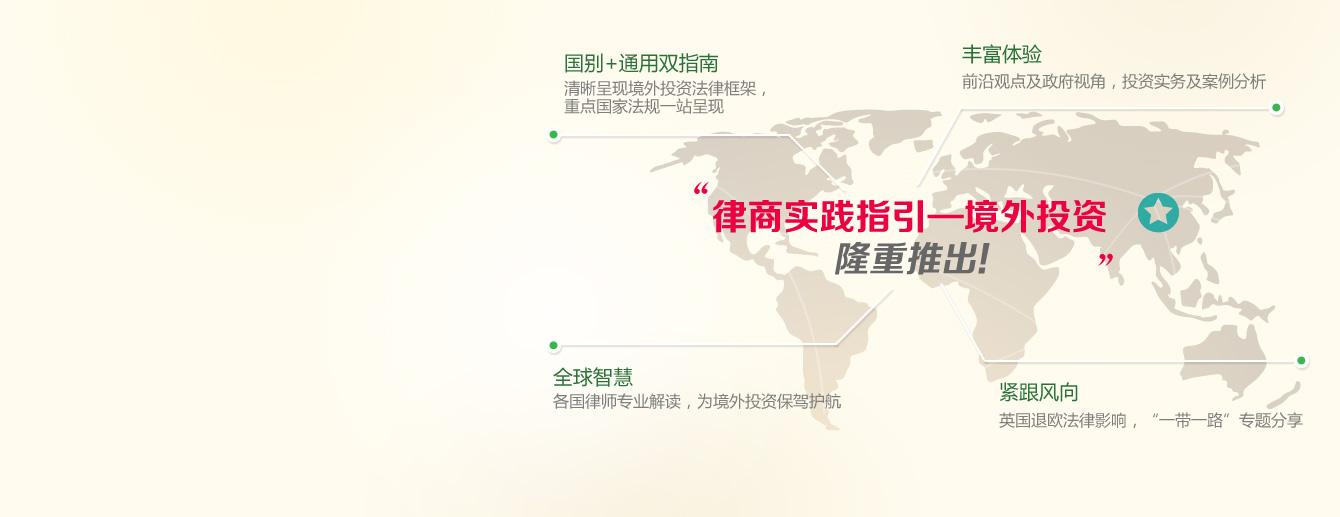 国别+通用双指南
清晰呈现境外投资法律框架，
重点国家法规一站呈现
丰富体验
前沿观点及政府视角，投资实务及案例分析
“律商实践指引—境外投资
隆重推出!”
全球智慧
各国律师专业解读，为境外投资保驾护航
紧跟风向
英国退欧法律影响，“一带一路”专题分享